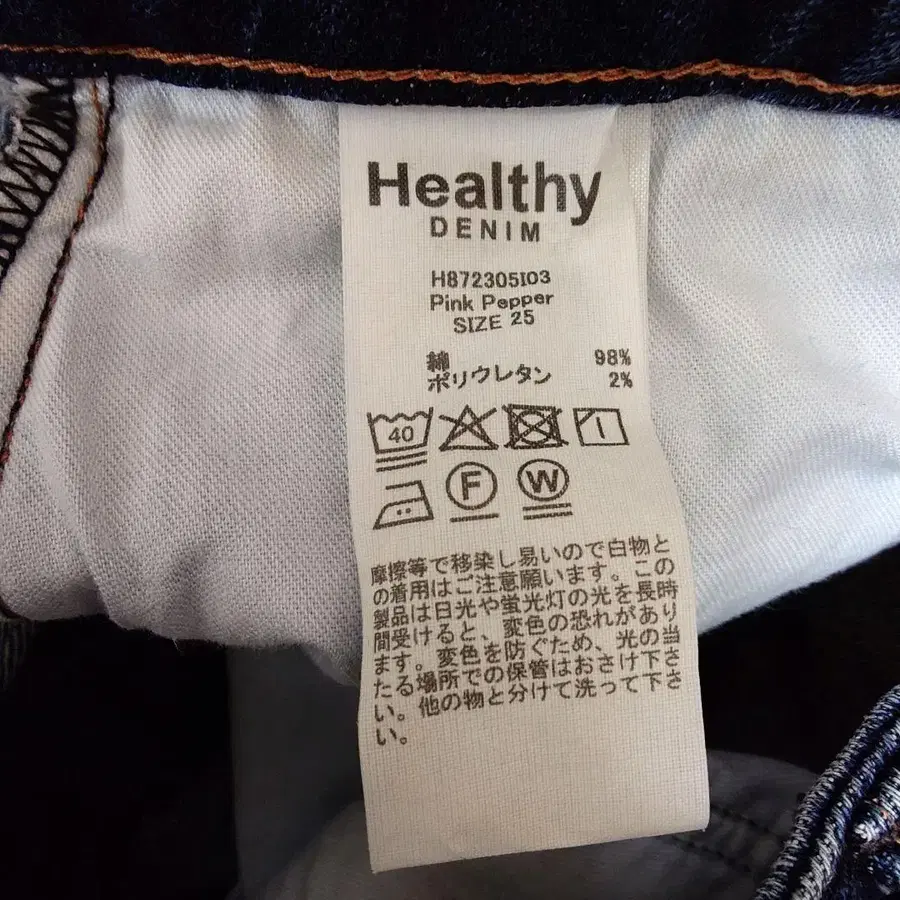 Healthy
DENIM
H872305I03
Pink Pepper
SIZE 25
綿 98%
ポリウレタン 2%
40
F W
摩擦等で移染し易いので白物と
の着用はご注意願います。この
製品は日光や蛍光灯の光を長時
間受けると、変色の恐れがあり
ます。変色を防ぐため、光の当
たる場所での保管はおさけ下さ
い。他の物と分けて洗って下さ
い。